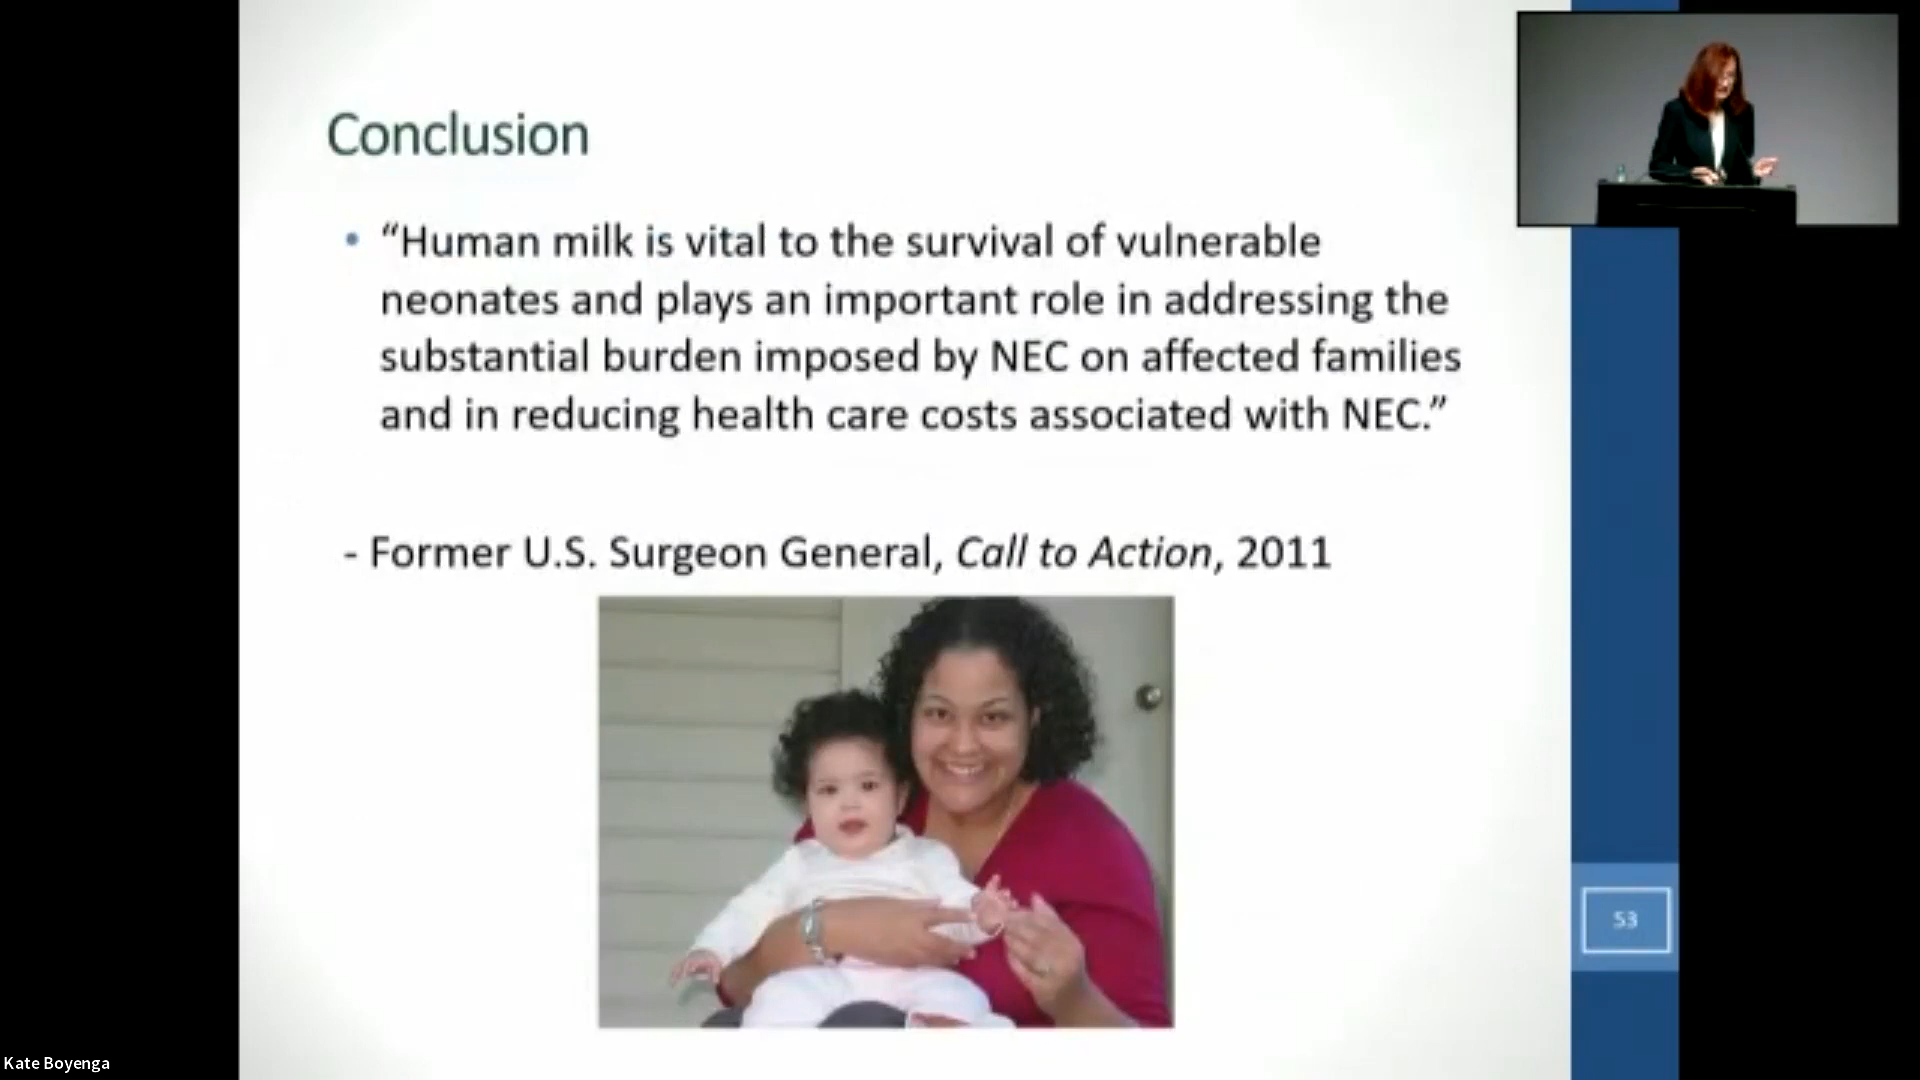 Conclusion
• “Human milk is vital to the survival of vulnerable
neonates and plays an important role in addressing the
substantial burden imposed by NEC on affected families
and in reducing health care costs associated with NEC.”
- Former U.S. Surgeon General, Call to Action, 2011
53
Kate Boyenga